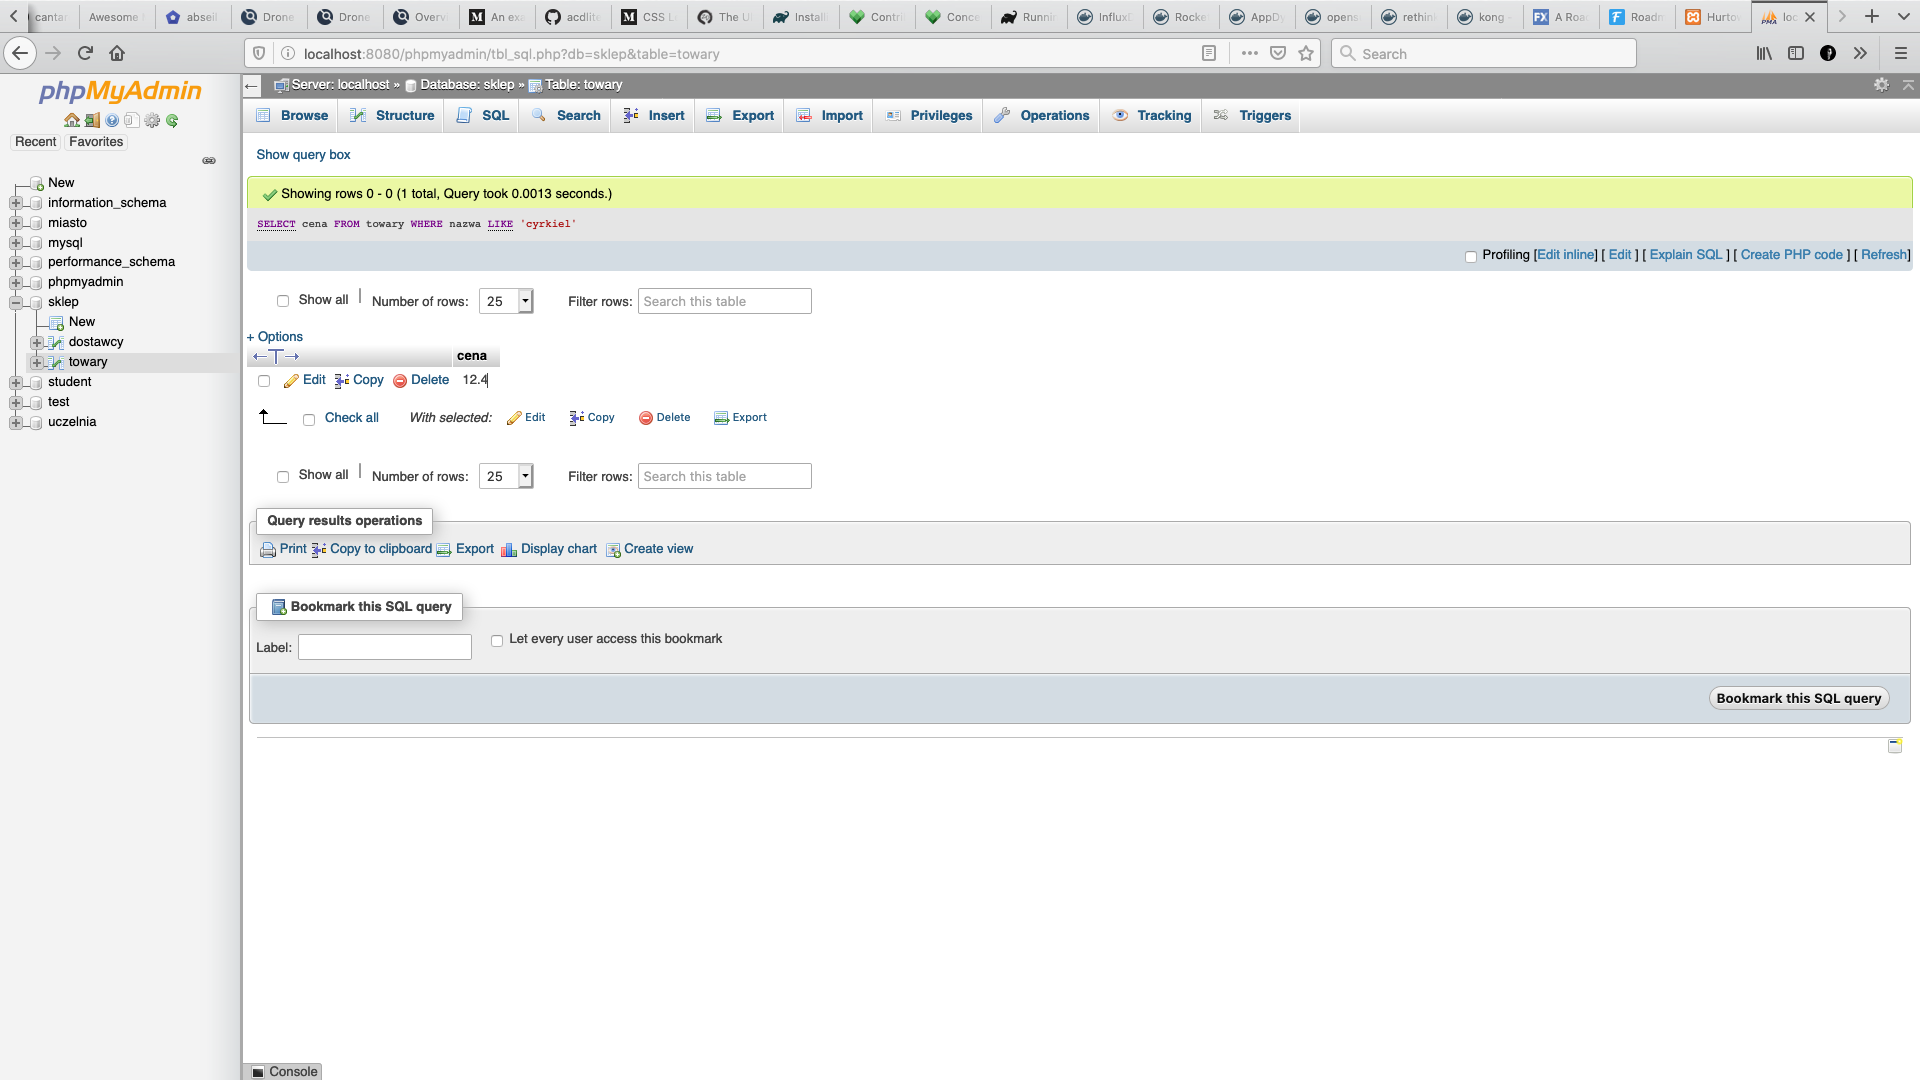 cantar
Awesome
abseil
Drone
Drone
Overvi
An exa
acdlite
CSS L
The UI
Install
Contri
Conce
Runnin
InfluxD
Rocke
AppDy
opens
rethink
kong -
A Roa
Roadm
Hurtow
loc
localhost:8080/phpmyadmin/tbl_sql.php?db=sklep&table=towary
Search
phpMyAdmin
Recent Favorites
New
information_schema
miasto
mysql
performance_schema
phpmyadmin
sklep
New
dostawcy
towary
student
test
uczelnia
Server: localhost » Database: sklep » Table: towary
Browse Structure SQL Search Insert Export Import Privileges Operations Tracking Triggers
Show query box
Showing rows 0 - 0 (1 total, Query took 0.0013 seconds.)
SELECT cena FROM towary WHERE nazwa LIKE 'cyrkiel'
Profiling [Edit inline] [ Edit ] [ Explain SQL ] [ Create PHP code ] [ Refresh]
Show all | Number of rows: 25 Filter rows: Search this table
+ Options
←T→ cena
Edit Copy Delete 12.4
Check all With selected: Edit Copy Delete Export
Show all | Number of rows: 25 Filter rows: Search this table
Query results operations
Print Copy to clipboard Export Display chart Create view
Bookmark this SQL query
Label: Let every user access this bookmark
Bookmark this SQL query
Console